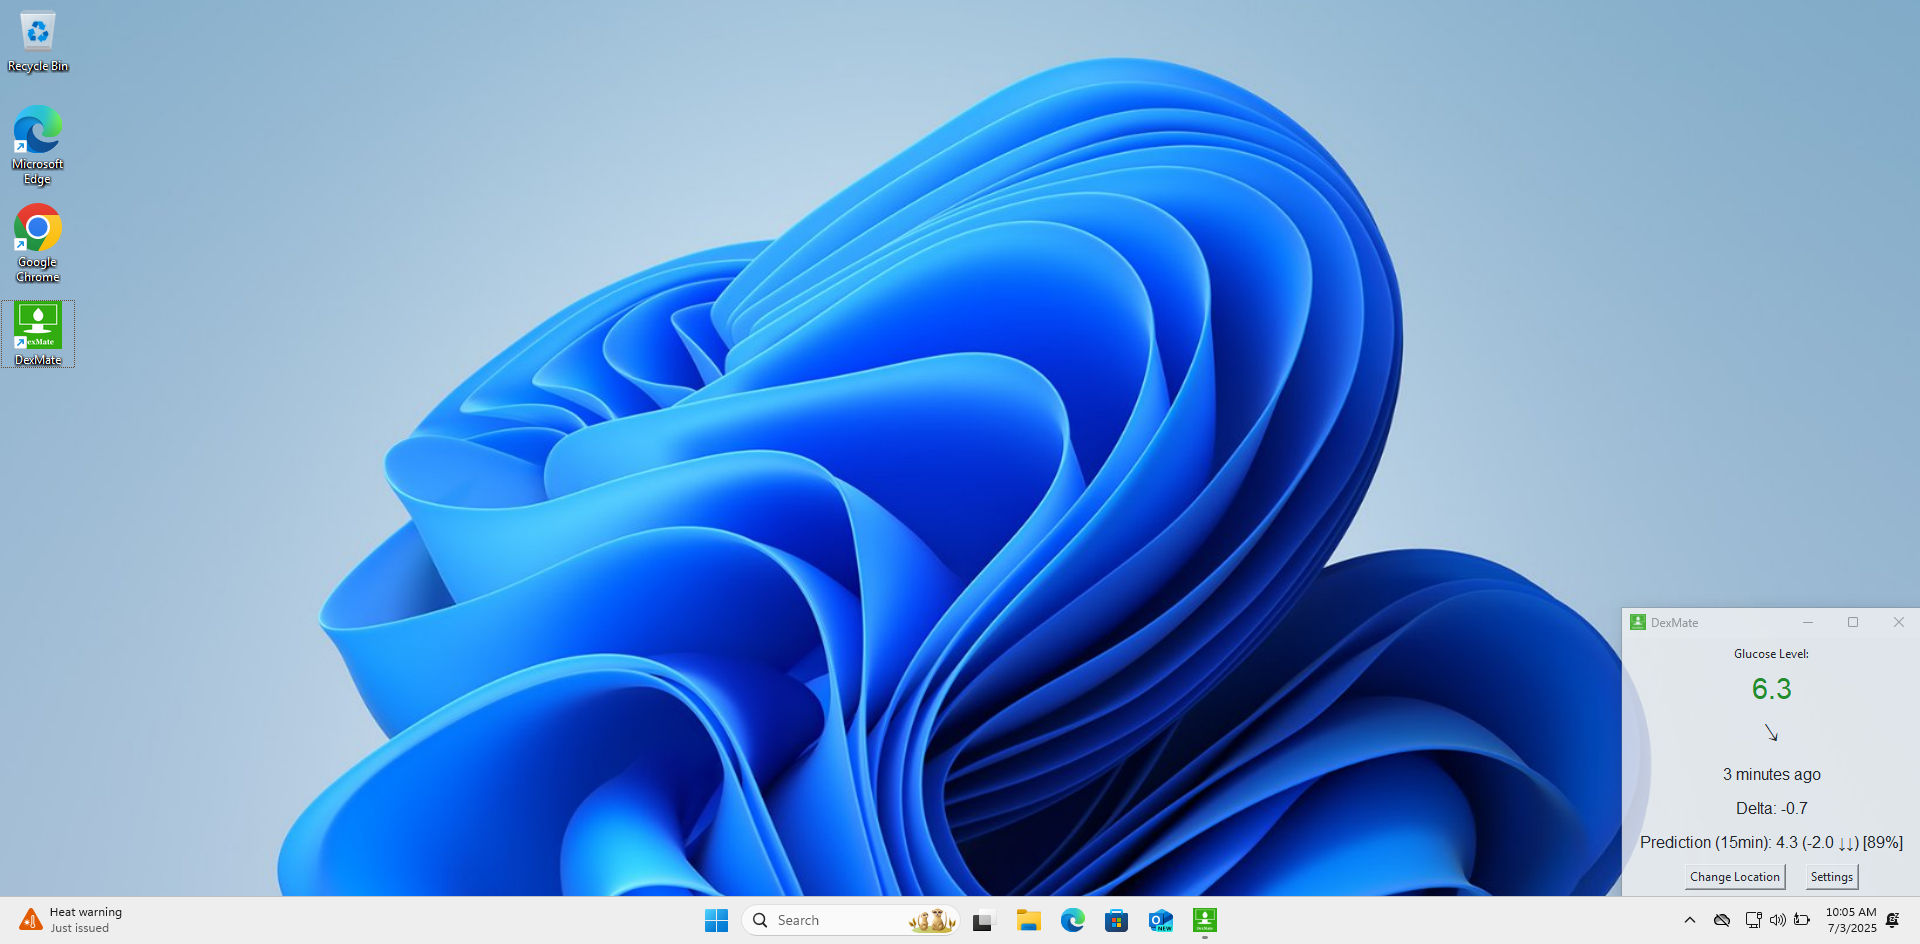 Recycle Bin
Microsoft
Edge
Google
Chrome
DexMate
DexMate
DexMate
Glucose Level:
6.3
↘
3 minutes ago
Delta: -0.7
Prediction (15min): 4.3 (-2.0 ↓↓) [89%]
Change Location
Settings
Heat warning
Just issued
Search
NEW
DexMate
10:05 AM
7/3/2025